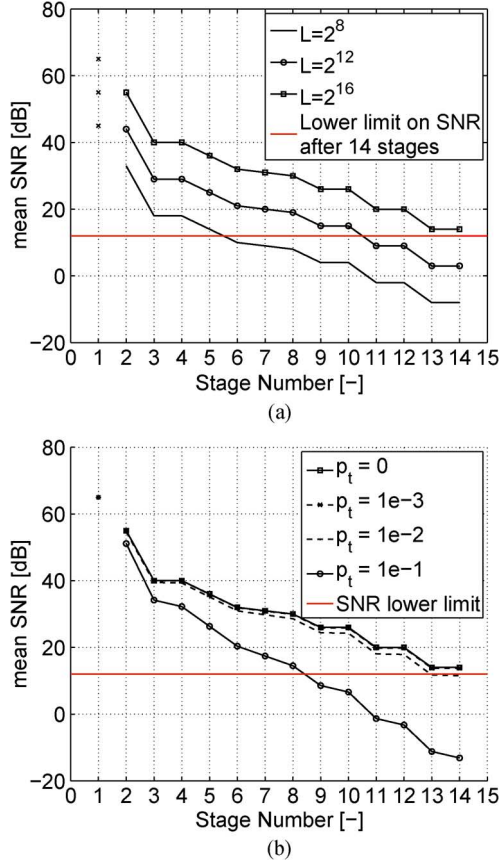 80
60
40
20
0
−20
mean SNR [dB]
L=2^8
L=2^12
L=2^16
Lower limit on SNR
after 14 stages
0 1 2 3 4 5 6 7 8 9 10 11 12 13 14 15
Stage Number [−]
(a)
80
60
40
20
0
−20
mean SNR [dB]
p_t = 0
p_t = 1e−3
p_t = 1e−2
p_t = 1e−1
SNR lower limit
0 1 2 3 4 5 6 7 8 9 10 11 12 13 14 15
Stage Number [−]
(b)